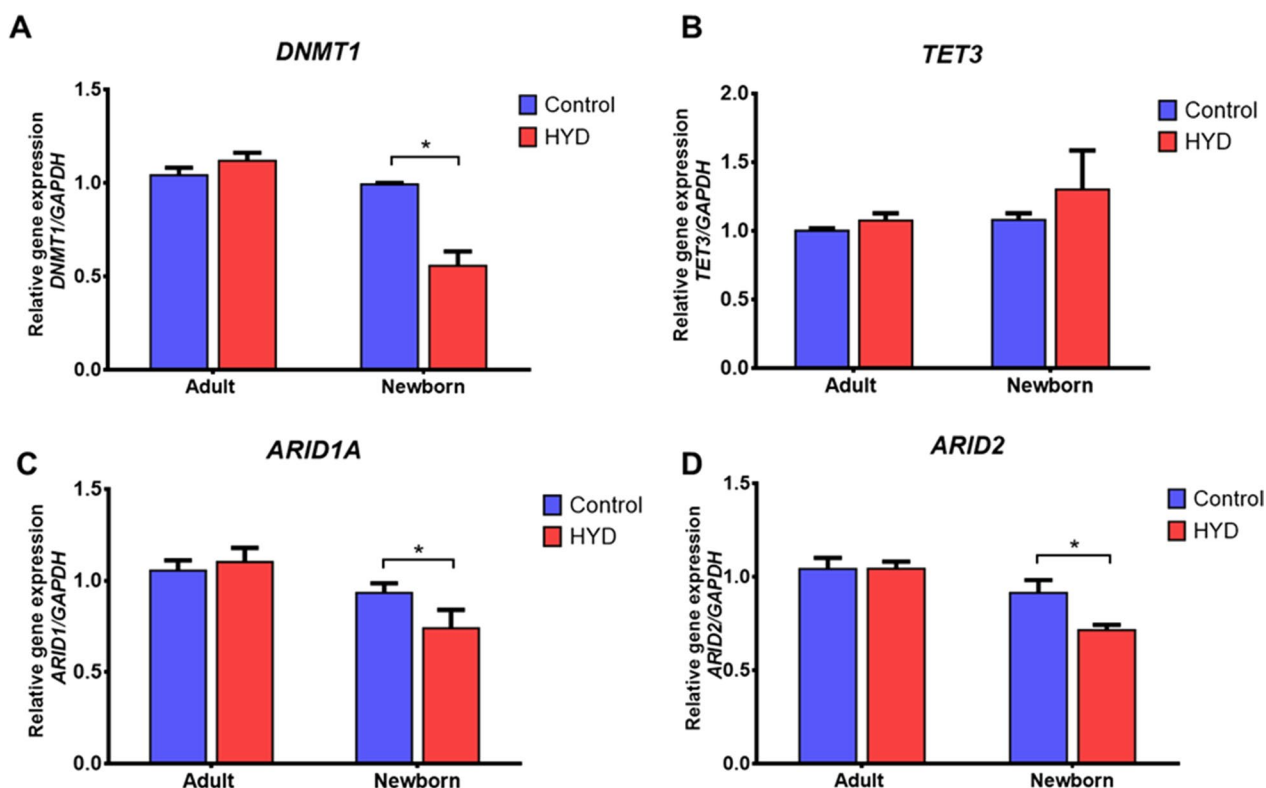 A
DNMT1
Relative gene expression
DNMT1/GAPDH
1.5
1.0
0.5
0.0
*
Adult
Newborn
Control
HYD
B
TET3
Relative gene expression
TET3/GAPDH
2.0
1.5
1.0
0.5
0.0
Adult
Newborn
Control
HYD
C
ARID1A
Relative gene expression
ARID1/GAPDH
1.5
1.0
0.5
0.0
*
Adult
Newborn
Control
HYD
D
ARID2
Relative gene expression
ARID2/GAPDH
1.5
1.0
0.5
0.0
*
Adult
Newborn
Control
HYD